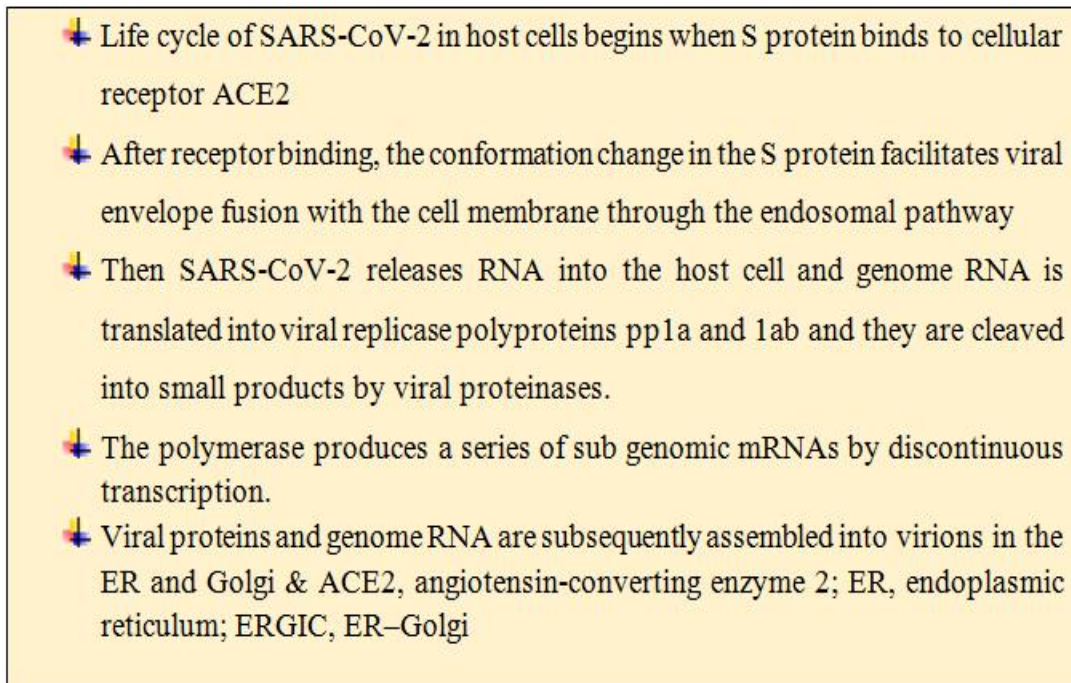 Life cycle of SARS-CoV-2 in host cells begins when S protein binds to cellular
receptor ACE2
After receptor binding, the conformation change in the S protein facilitates viral
envelope fusion with the cell membrane through the endosomal pathway
Then SARS-CoV-2 releases RNA into the host cell and genome RNA is
translated into viral replicase polyproteins pp1a and 1ab and they are cleaved
into small products by viral proteinases.
The polymerase produces a series of sub genomic mRNAs by discontinuous
transcription.
Viral proteins and genome RNA are subsequently assembled into virions in the
ER and Golgi & ACE2, angiotensin-converting enzyme 2; ER, endoplasmic
reticulum; ERGIC, ER–Golgi